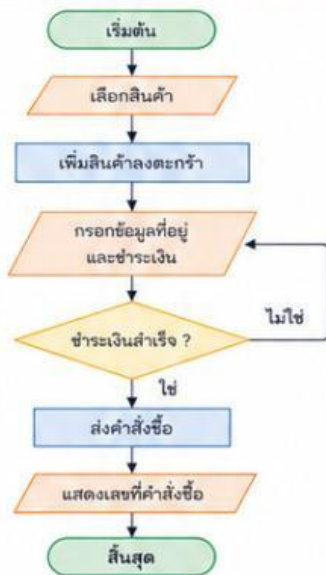 เริ่มต้น
เลือกสินค้า
เพิ่มสินค้าลงตะกร้า
กรอกข้อมูลที่อยู่
และชำระเงิน
ชำระเงินสำเร็จ ?
ไม่ใช่
ใช่
ส่งคำสั่งซื้อ
แสดงเลขที่คำสั่งซื้อ
สิ้นสุด